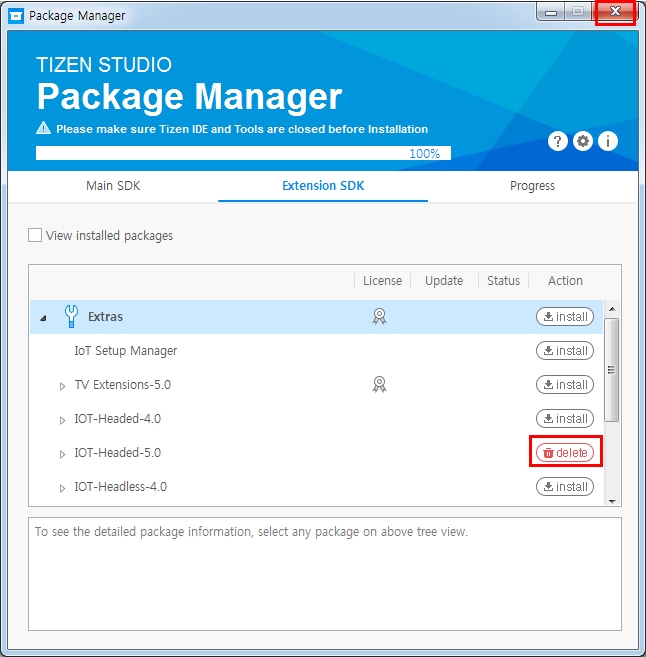 Package Manager
TIZEN STUDIO
Package Manager
Please make sure Tizen IDE and Tools are closed before Installation
100%
? i
Main SDK Extension SDK Progress
View installed packages
License Update Status Action
Extras install
IoT Setup Manager install
TV Extensions-5.0 install
IOT-Headed-4.0 install
IOT-Headed-5.0 delete
IOT-Headless-4.0 install
To see the detailed package information, select any package on above tree view.